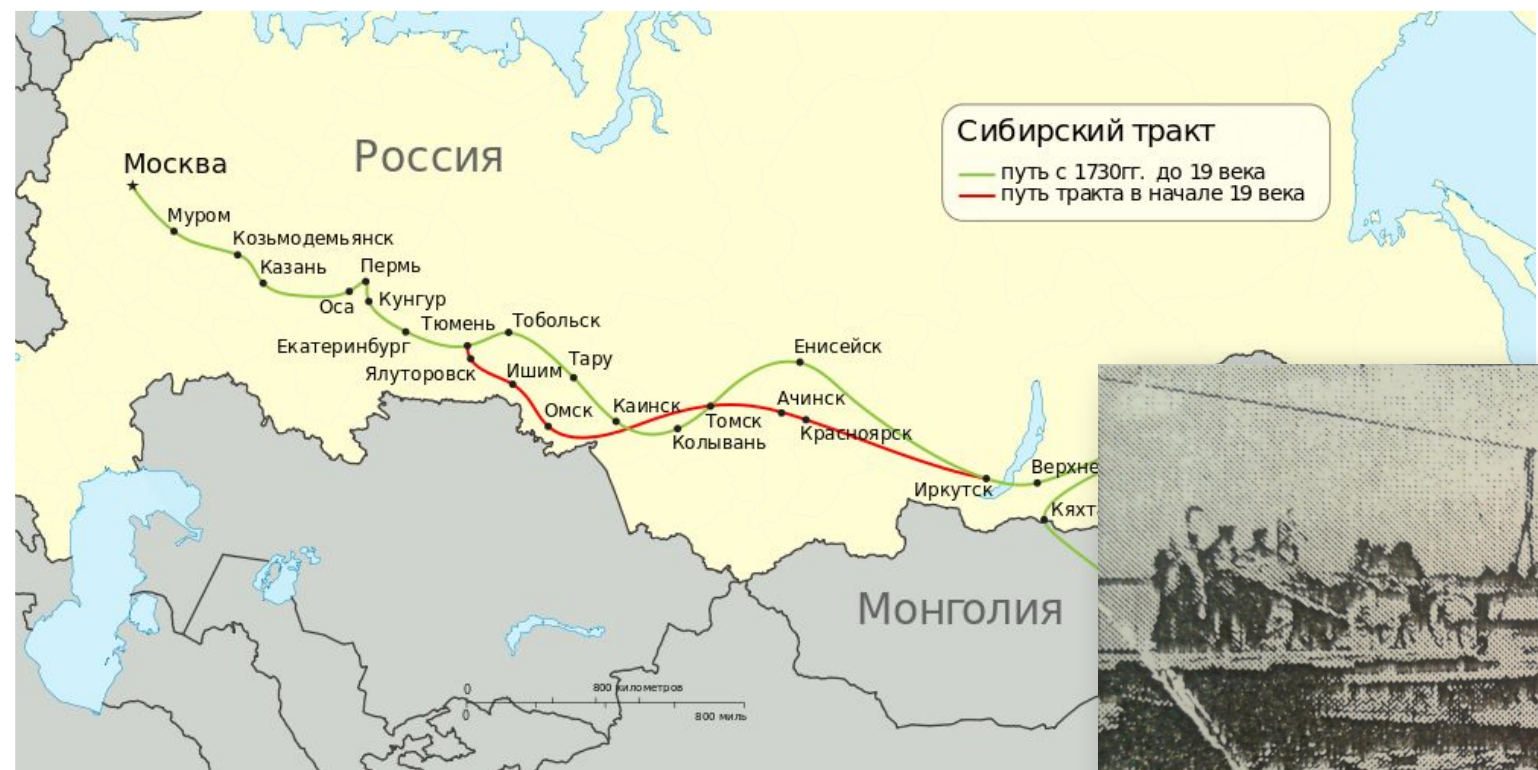 Сибирский тракт
путь с 1730гг. до 19 века
путь тракта в начале 19 века
Россия
Москва
Муром
Козьмодемьянск
Казань
Пермь
Оса
Кунгур
Тюмень
Тобольск
Екатеринбург
Ялуторовск
Ишим
Тару
Енисейск
Омск
Каинск
Ачинск
Томск
Колывань
Красноярск
Иркутск
Верхне
Кяхт
Монголия
0
800 километров
0
800 миль